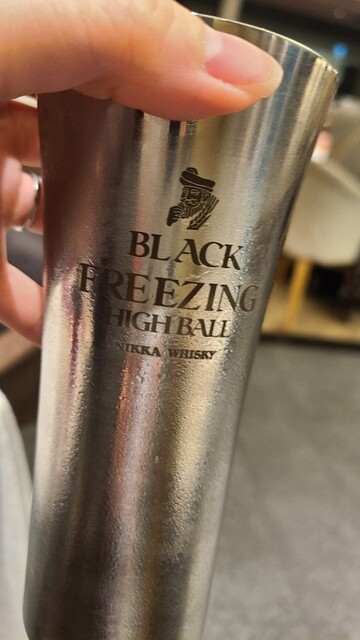 BLACK
FREEZING
HIGH BALL
NIKKA WHISKY